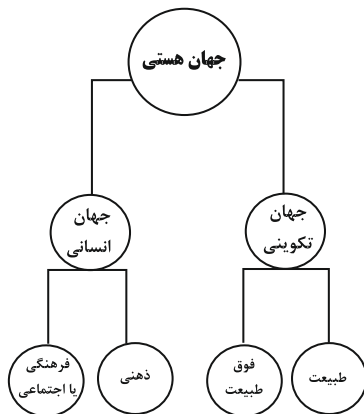 جهان هستی
جهان
تکوینی
جهان
انسانی
طبیعت
فوق
طبیعت
ذهنی
فرهنگی
یا اجتماعی